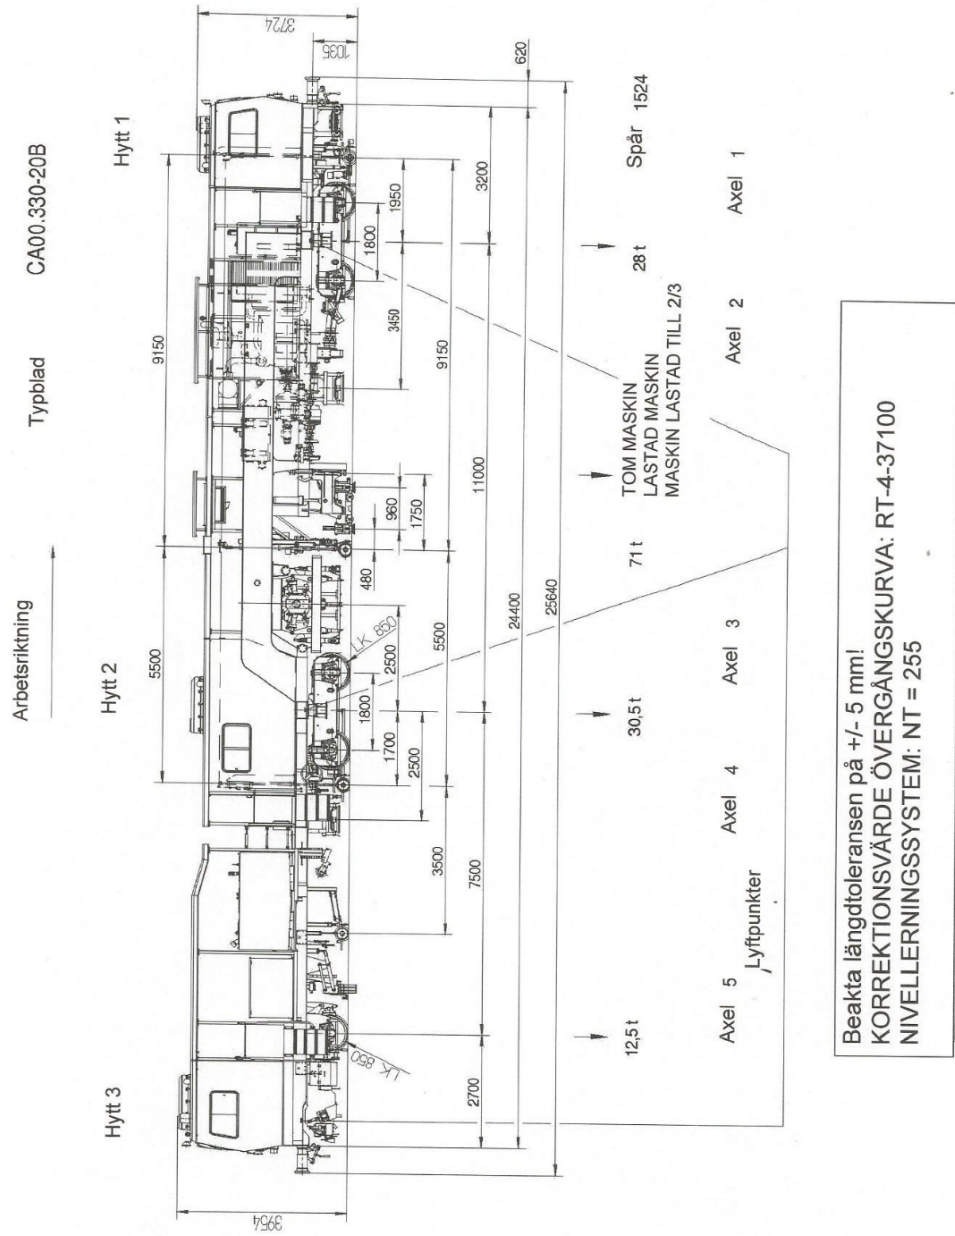 Arbetsriktning
Typblad CA00.330-20B
Hytt 3 Hytt 2 Hytt 1
5500 9150
3954
3724
1035
LK 850
LK 850
1800
1700
2500
2500
480
960
1750
3450
1800
1950
3500
5500
9150
2700
7500
11000
3200
24400
620
25640
12,5 t 30,5 t 71 t 28 t Spår 1524
TOM MASKIN
LASTAD MASKIN
MASKIN LASTAD TILL 2/3
Axel 5 Axel 4 Axel 3 Axel 2 Axel 1
Lyftpunkter
Beakta längdtoleransen på +/- 5 mm!
KORREKTIONSVÄRDE ÖVERGÅNGSKURVA: RT-4-37100
NIVELLERNINGSSYSTEM: NT = 255